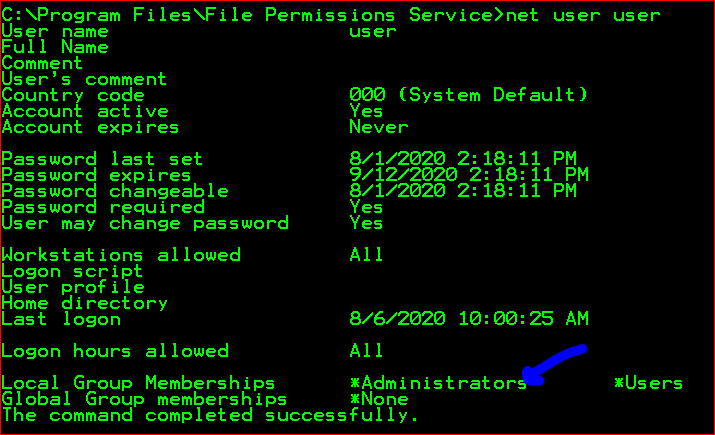 C:\Program Files\File Permissions Service>net user user
User name user
Full Name
Comment
User's comment
Country code 000 (System Default)
Account active Yes
Account expires Never
Password last set 8/1/2020 2:18:11 PM
Password expires 9/12/2020 2:18:11 PM
Password changeable 8/1/2020 2:18:11 PM
Password required Yes
User may change password Yes
Workstations allowed All
Logon script
User profile
Home directory
Last logon 8/6/2020 10:00:25 AM
Logon hours allowed All
Local Group Memberships *Administrators *Users
Global Group memberships *None
The command completed successfully.